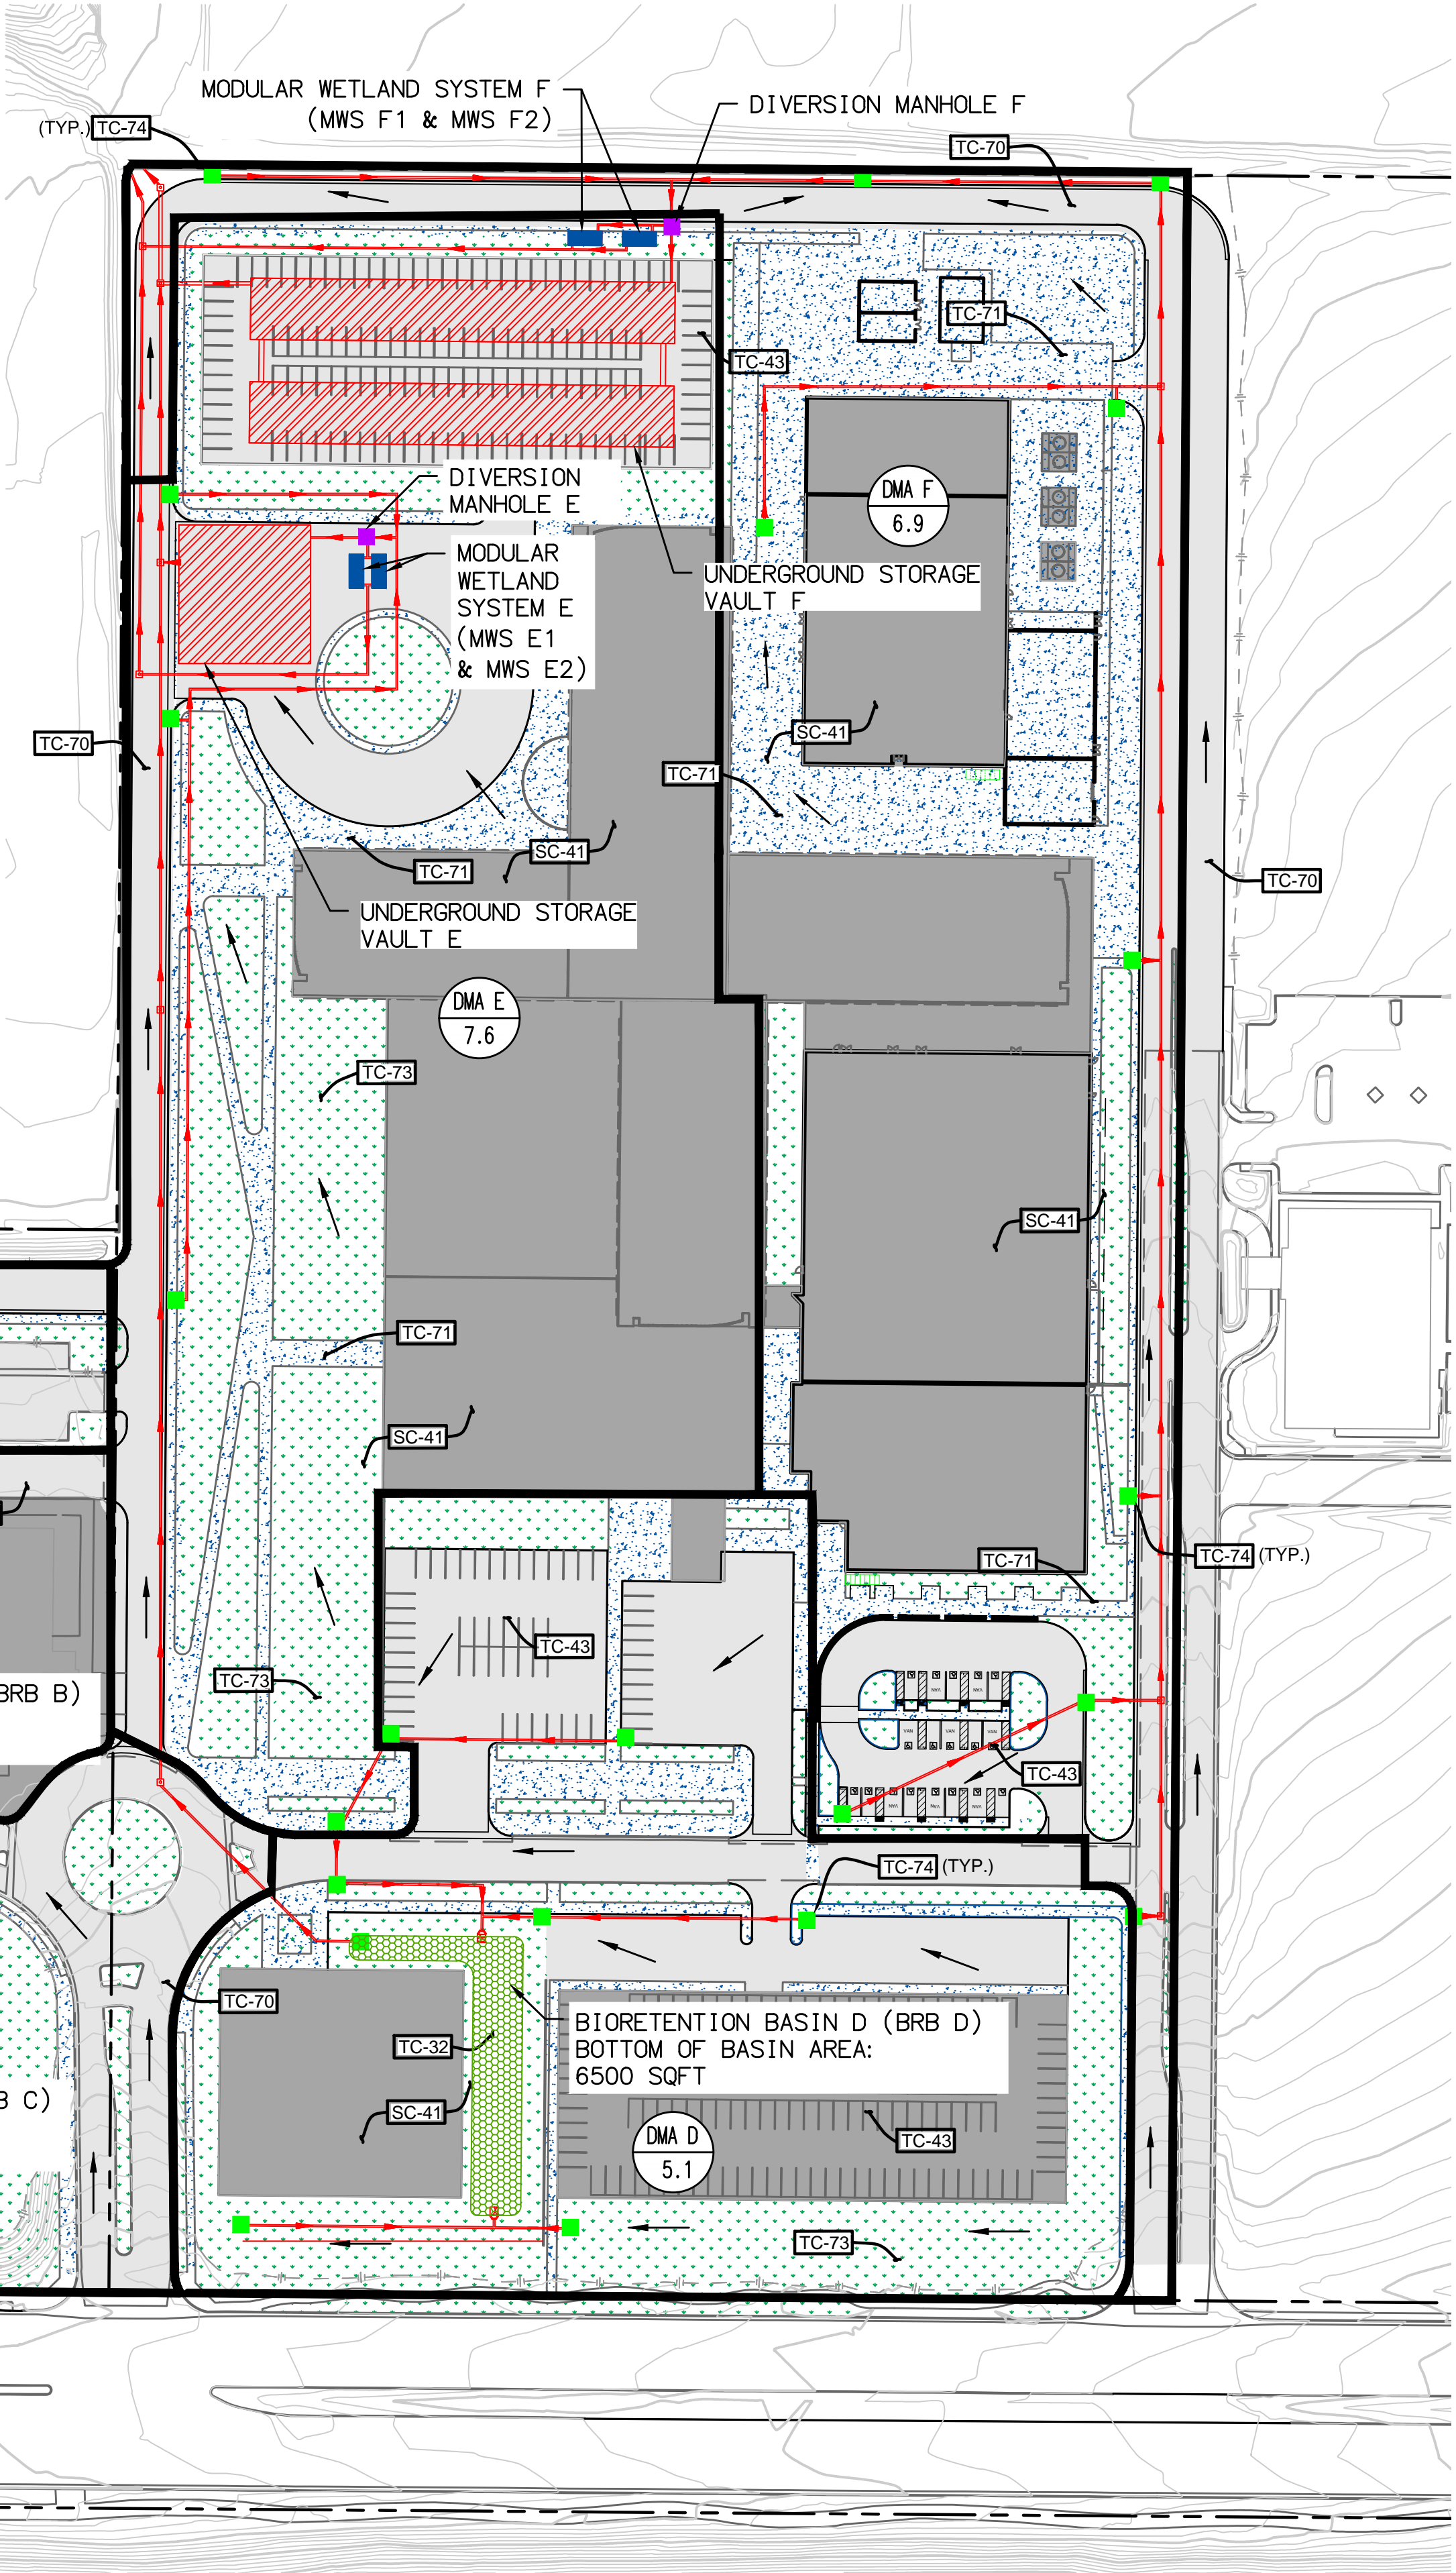 MODULAR WETLAND SYSTEM F
(MWS F1 & MWS F2)
DIVERSION MANHOLE F
(TYP.) TC-74
TC-70
TC-71
TC-43
DIVERSION
MANHOLE E
DMA F
6.9
MODULAR
WETLAND
SYSTEM E
(MWS E1
& MWS E2)
UNDERGROUND STORAGE
VAULT F
SC-41
TC-70
TC-71
SC-41
TC-71
TC-70
UNDERGROUND STORAGE
VAULT E
DMA E
7.6
TC-73
SC-41
TC-71
SC-41
TC-71
TC-74 (TYP.)
TC-43
TC-73
BRB B)
VAN
VAN
VAN
TC-43
TC-74 (TYP.)
TC-70
BIORETENTION BASIN D (BRB D)
BOTTOM OF BASIN AREA:
6500 SQFT
TC-32
B C)
SC-41
DMA D
5.1
TC-43
TC-73